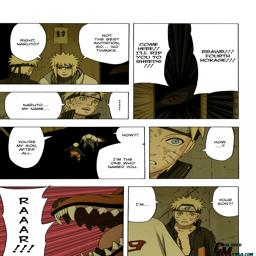 RAWR!!!
FOURTH
HOKAGE!!!
COME
HERE!!
I'LL RIP
YOU TO
SHREDS
!!!
NOT THE
BEST
INVITATION,
SO... NO
THANKS.
RIGHT,
NARUTO?
.....
NARUTO...
MY NAME...
HOW
...?
HOW?!
I'M THE
ONE WHO
NAMED YOU.
YOU'RE
MY SON,
AFTER
ALL.
YOUR
SON?!
I'M...
RAAAR!!!